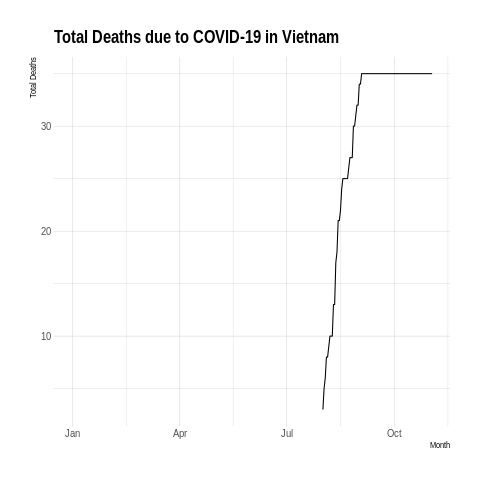 Total Deaths due to COVID-19 in Vietnam
Total Deaths
30
20
10
Jan Apr Jul Oct
Month